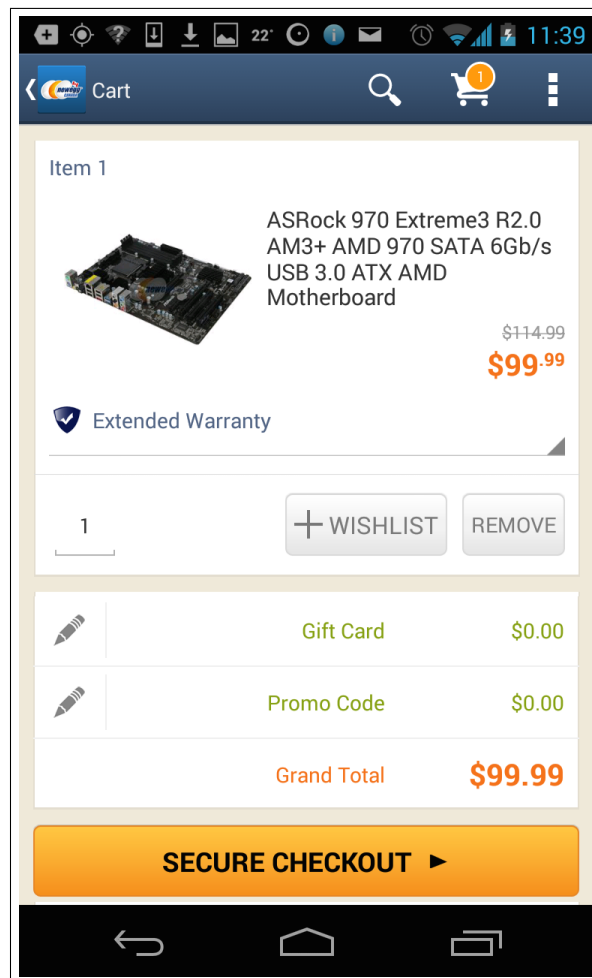 22°
11:39
newegg
Cart
1
Item 1
ASRock 970 Extreme3 R2.0
AM3+ AMD 970 SATA 6Gb/s
USB 3.0 ATX AMD
Motherboard
$114.99
$99.99
Extended Warranty
1
WISHLIST
REMOVE
Gift Card
$0.00
Promo Code
$0.00
Grand Total
$99.99
SECURE CHECKOUT